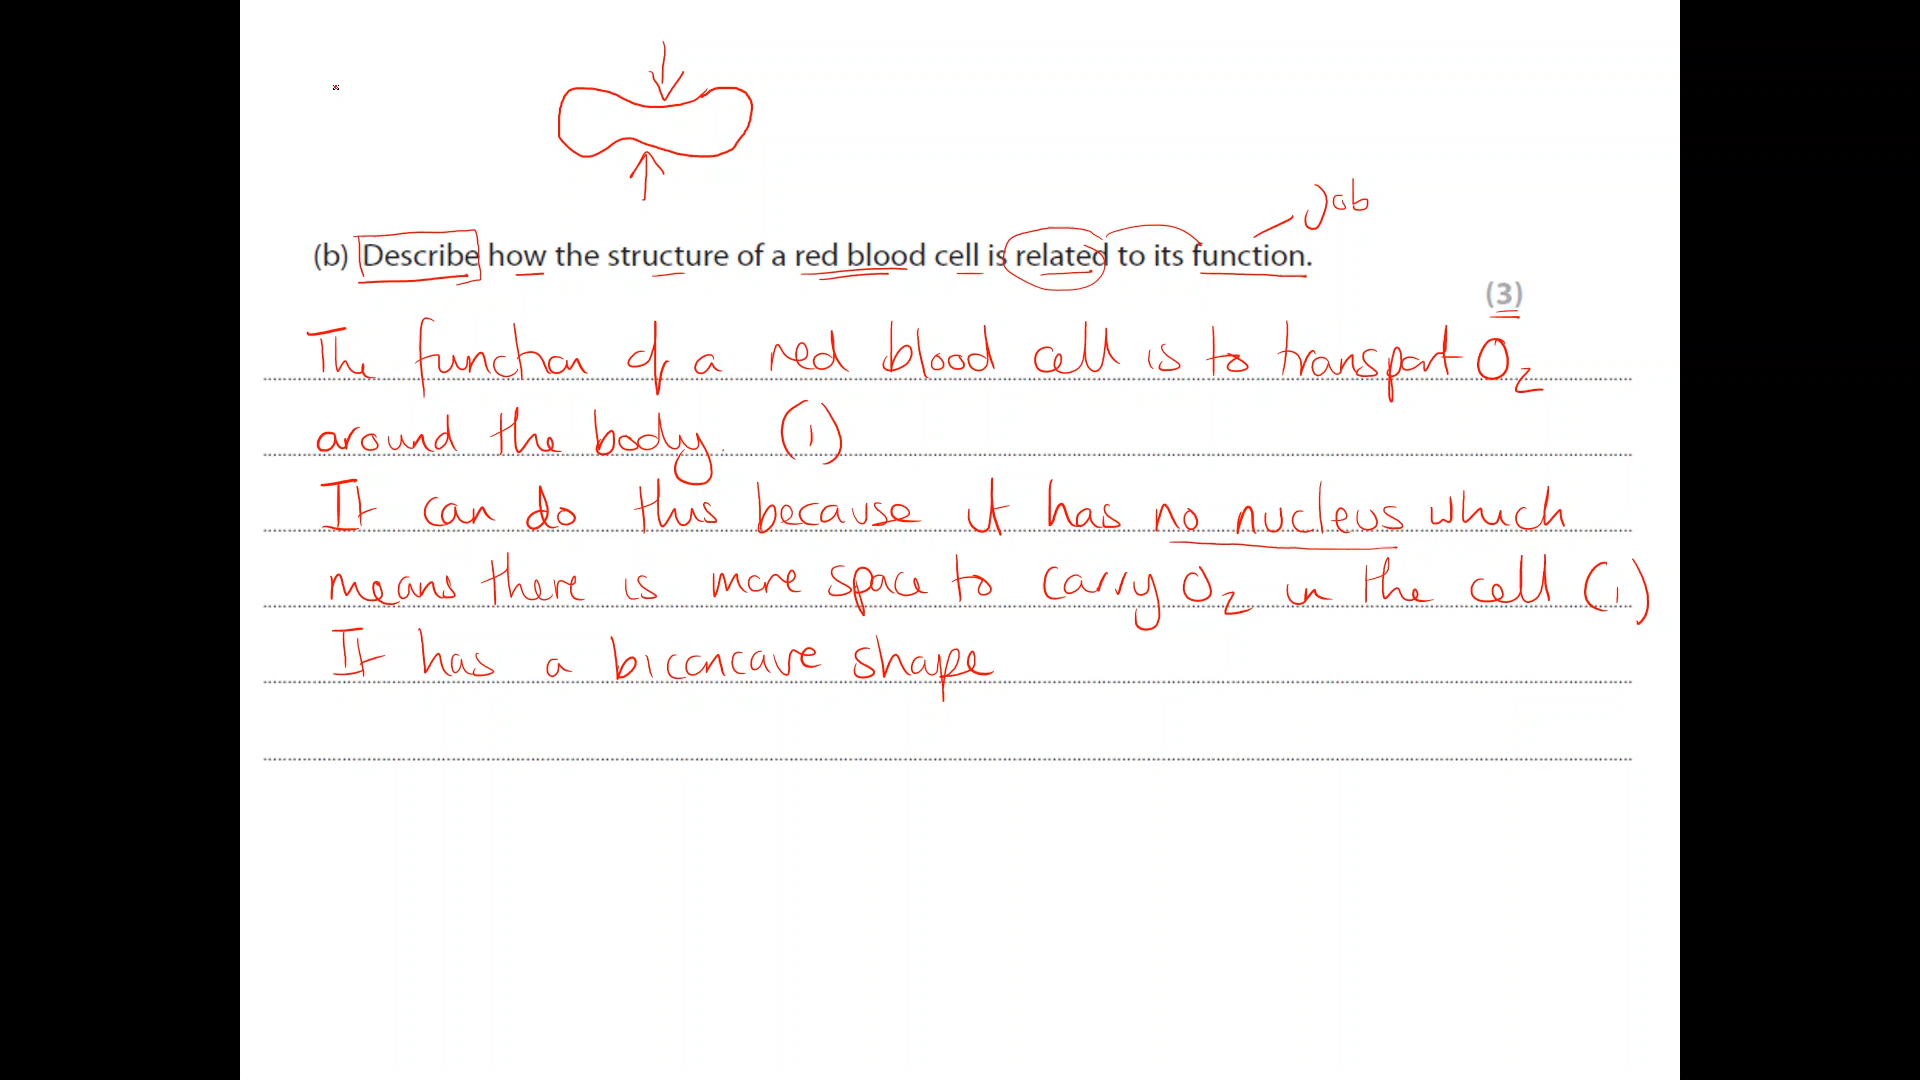 Job
(b) Describe how the structure of a red blood cell is related to its function.
(3)
The function of a red blood cell is to transport O₂
around the body. (1)
It can do this because it has no nucleus which
means there is more space to carry O₂ in the cell (1)
It has a biconcave shape